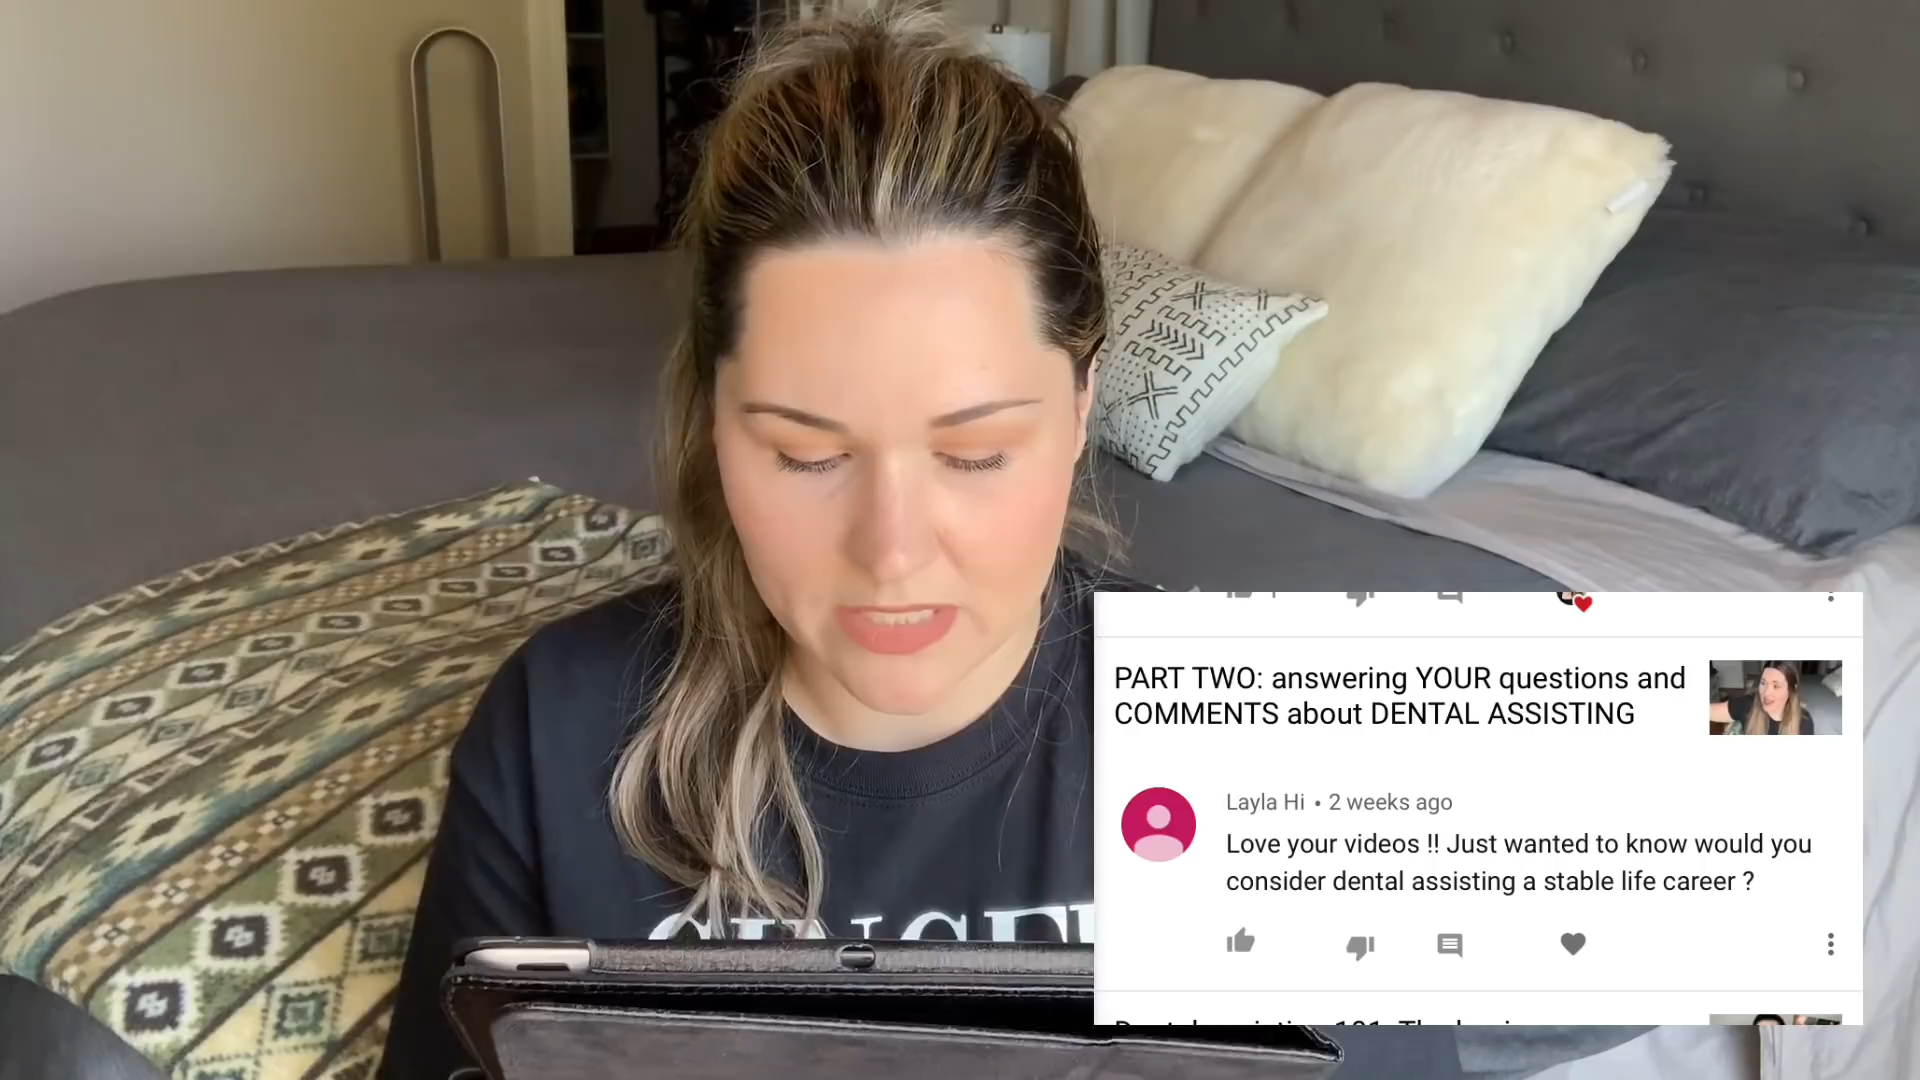 PART TWO: answering YOUR questions and
COMMENTS about DENTAL ASSISTING
Layla Hi • 2 weeks ago
Love your videos !! Just wanted to know would you
consider dental assisting a stable life career ?